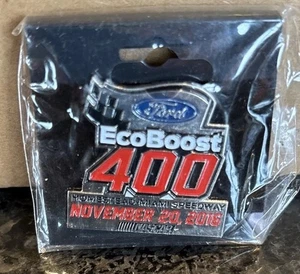 Ford
EcoBoost
400
HOMESTEAD-MIAMI SPEEDWAY
NOVEMBER 20, 2016
NASCAR